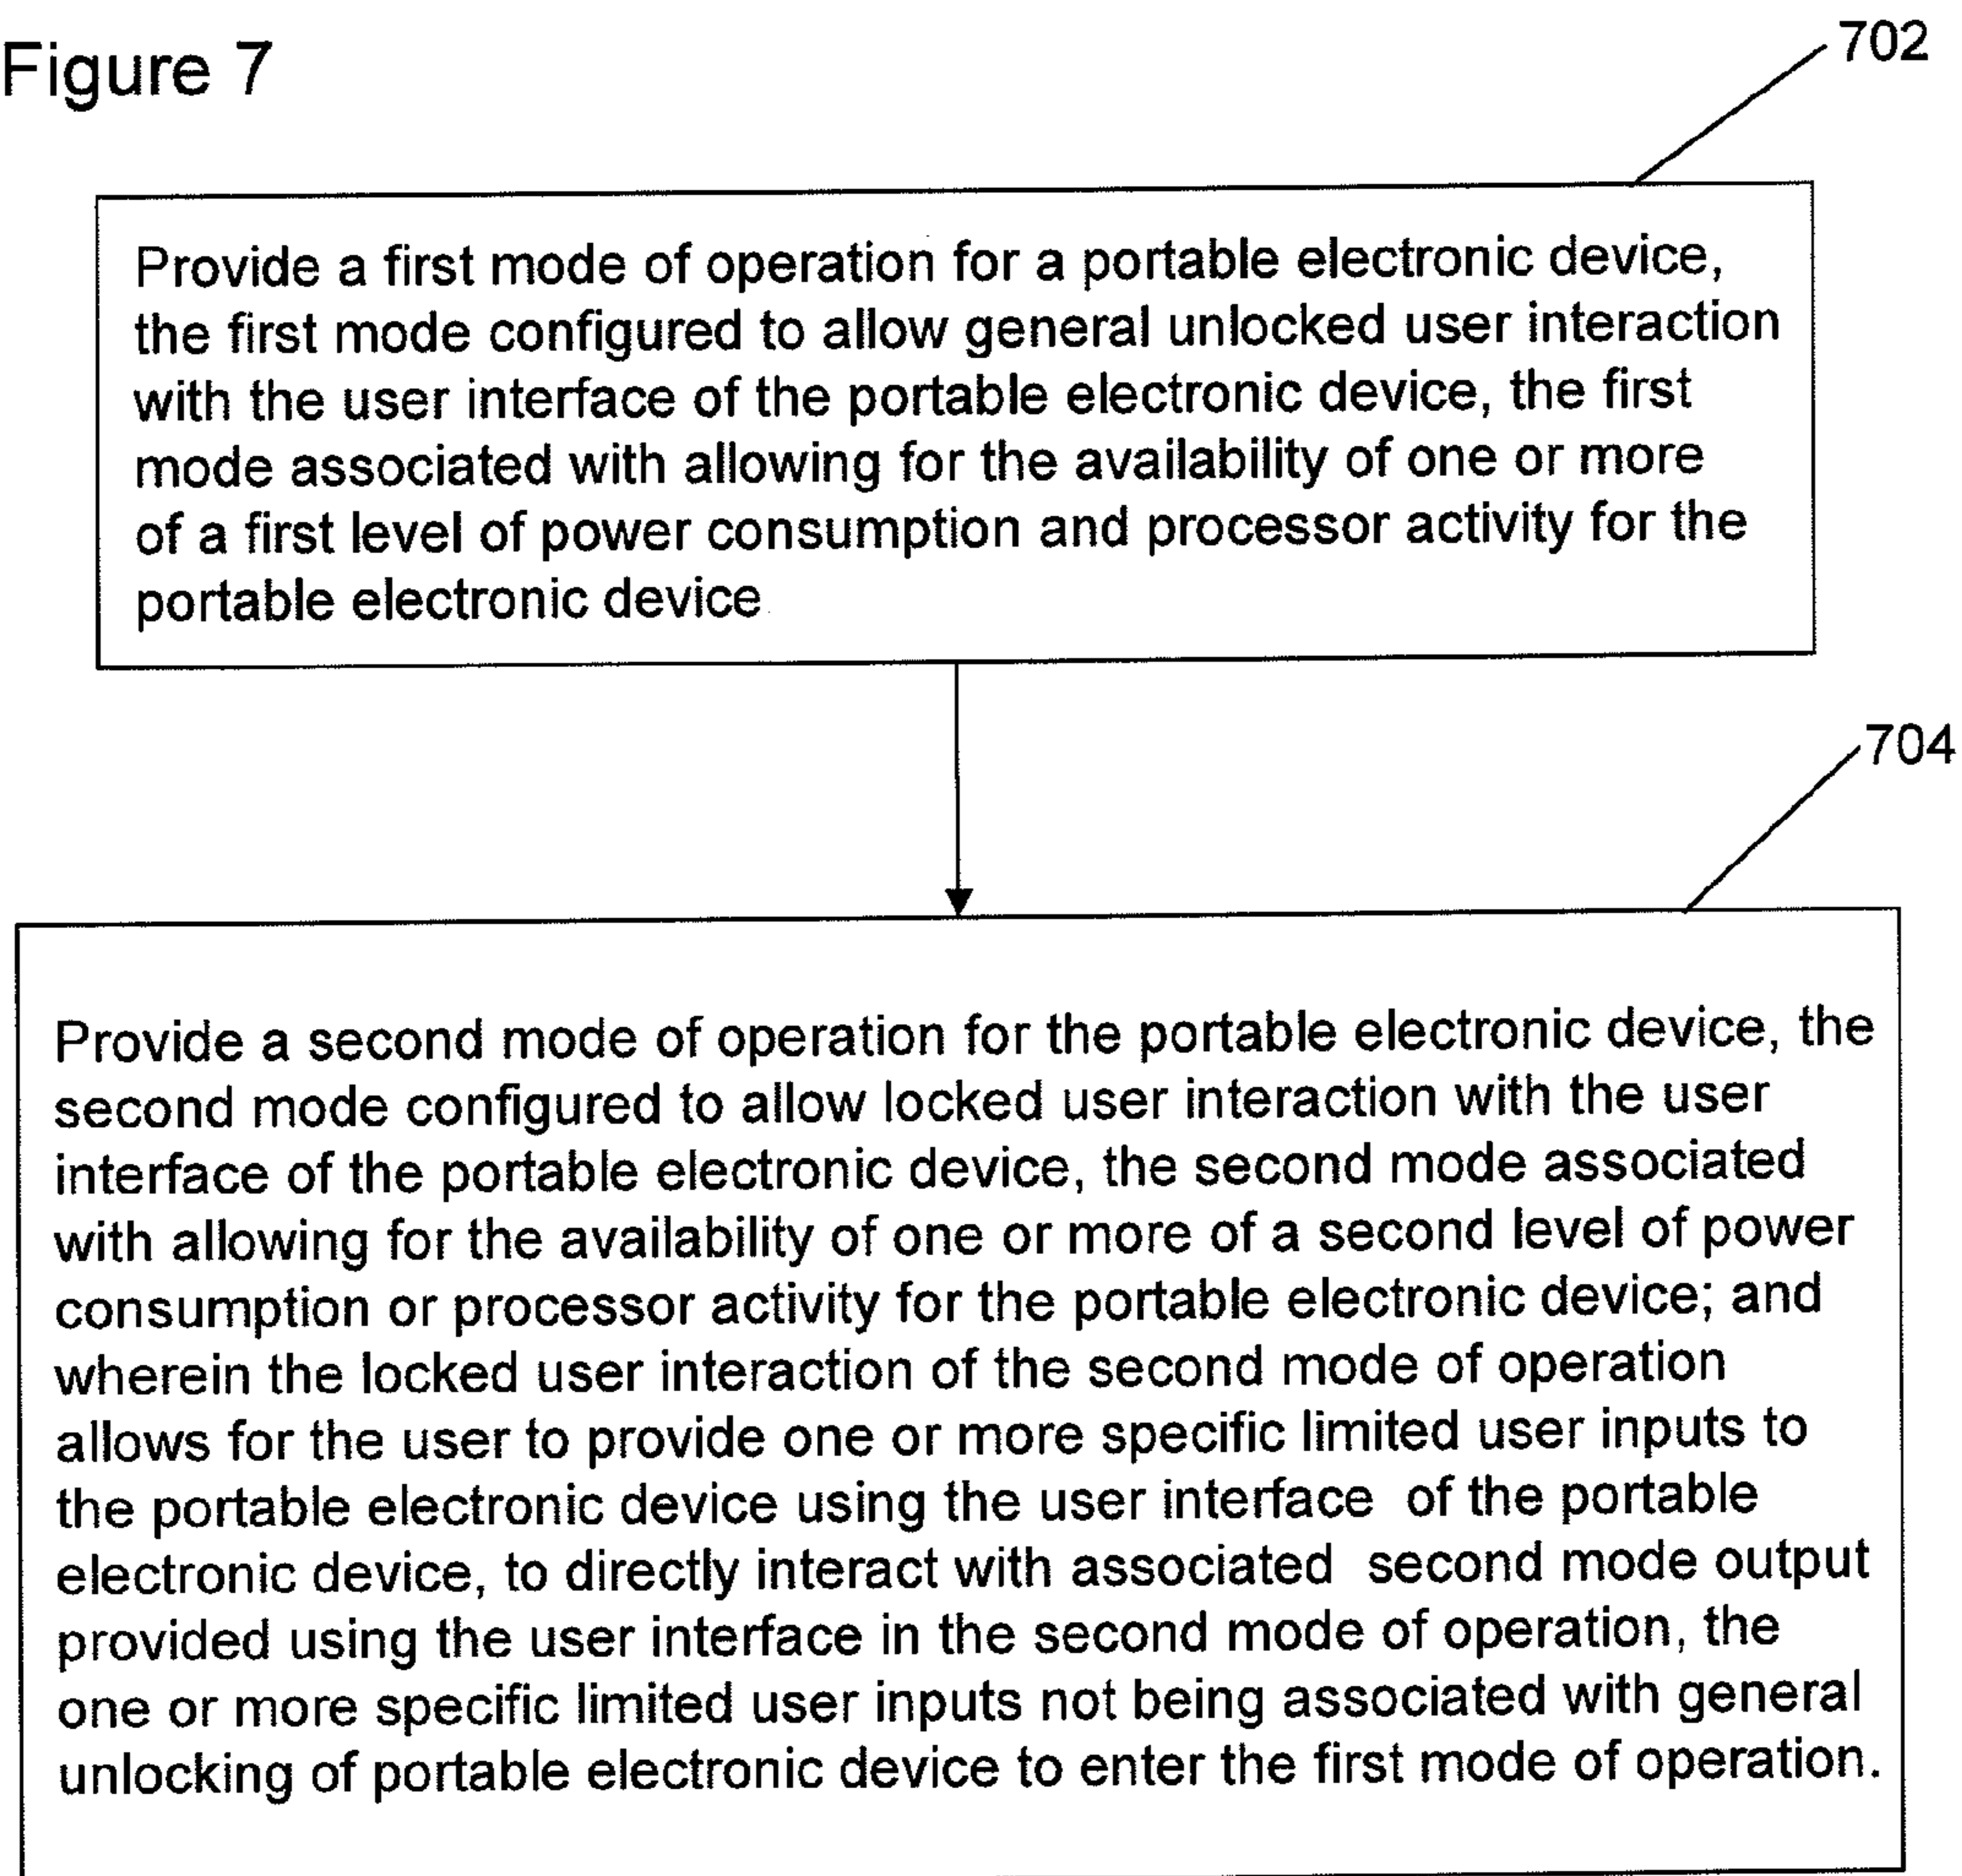 Figure 7
702
Provide a first mode of operation for a portable electronic device,
the first mode configured to allow general unlocked user interaction
with the user interface of the portable electronic device, the first
mode associated with allowing for the availability of one or more
of a first level of power consumption and processor activity for the
portable electronic device
704
Provide a second mode of operation for the portable electronic device, the
second mode configured to allow locked user interaction with the user
interface of the portable electronic device, the second mode associated
with allowing for the availability of one or more of a second level of power
consumption or processor activity for the portable electronic device; and
wherein the locked user interaction of the second mode of operation
allows for the user to provide one or more specific limited user inputs to
the portable electronic device using the user interface of the portable
electronic device, to directly interact with associated second mode output
provided using the user interface in the second mode of operation, the
one or more specific limited user inputs not being associated with general
unlocking of portable electronic device to enter the first mode of operation.